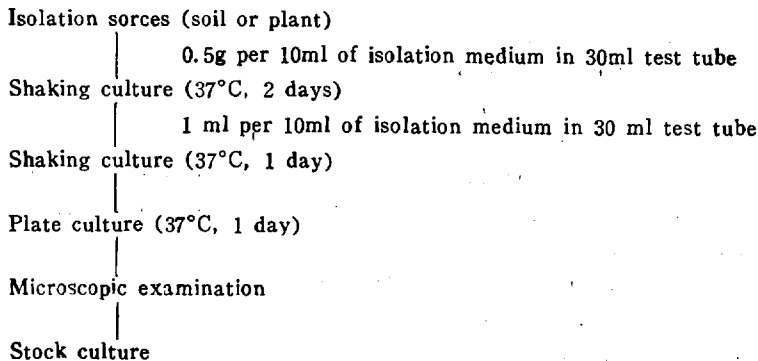 Isolation sorces (soil or plant)
0.5g per 10ml of isolation medium in 30ml test tube
Shaking culture (37°C, 2 days)
1 ml per 10ml of isolation medium in 30 ml test tube
Shaking culture (37°C, 1 day)
Plate culture (37°C, 1 day)
Microscopic examination
Stock culture